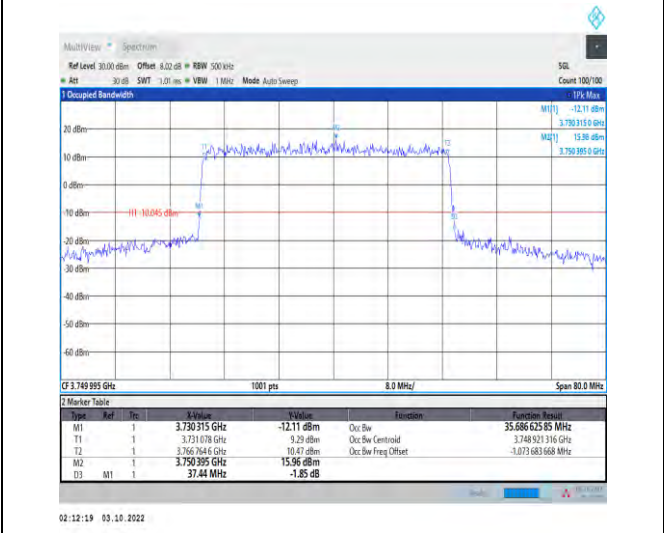 MultiView Spectrum
Ref Level 30.00 dBm Offset 8.02 dB RBW 500 kHz SGL
Att 30 dB SWT 1.01 ms VBW 1 MHz Mode Auto Sweep Count 100/100
1 Occupied Bandwidth 1Pk Max
M1[1] -12.11 dBm
3.730 315 0 GHz
M2[1] 15.96 dBm
3.750 395 0 GHz
20 dBm
M2
T1
T2
10 dBm
0 dBm
M1
-10 dBm
H1 -10.045 dBm
D3
-20 dBm
-30 dBm
-40 dBm
-50 dBm
-60 dBm
CF 3.749 995 GHz 1001 pts 8.0 MHz/ Span 80.0 MHz
2 Marker Table
Type Ref Trc X-Value Y-Value Function Function Result
M1 1 3.730 315 GHz -12.11 dBm Occ Bw 35.686 625 85 MHz
T1 1 3.731 078 GHz 9.29 dBm Occ Bw Centroid 3.748 921 316 GHz
T2 1 3.766 764 6 GHz 10.47 dBm Occ Bw Freq Offset -1.073 683 668 MHz
M2 1 3.750 395 GHz 15.96 dBm
D3 M1 1 37.44 MHz -1.85 dB
02:12:19 03.10.2022